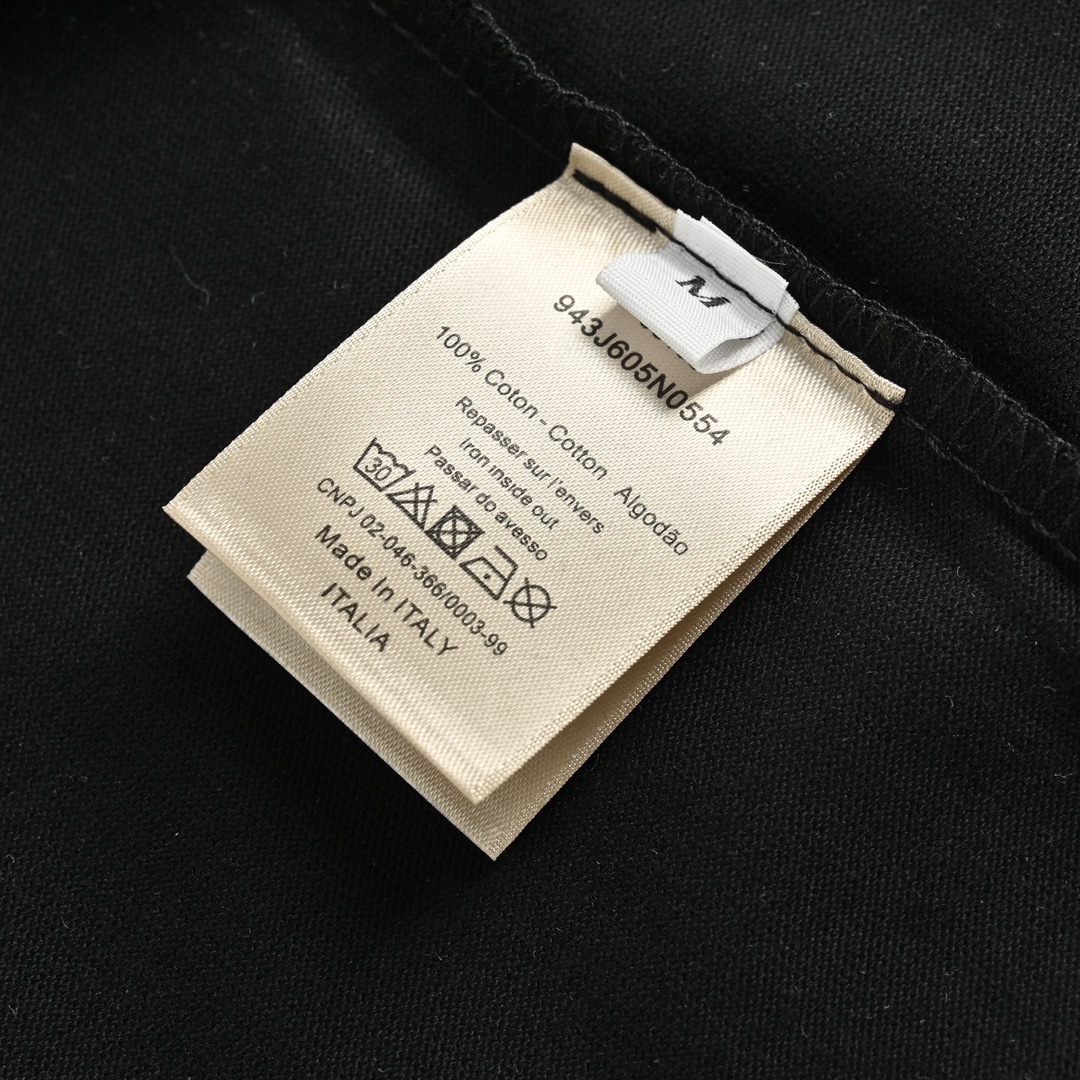 M
943J605N0554
100% Coton - Cotton Algodão
Repasser sur l'envers
Iron inside out
Passar do avesso
30
CNPJ 02-046-366/0003-99
Made In ITALY
ITALIA